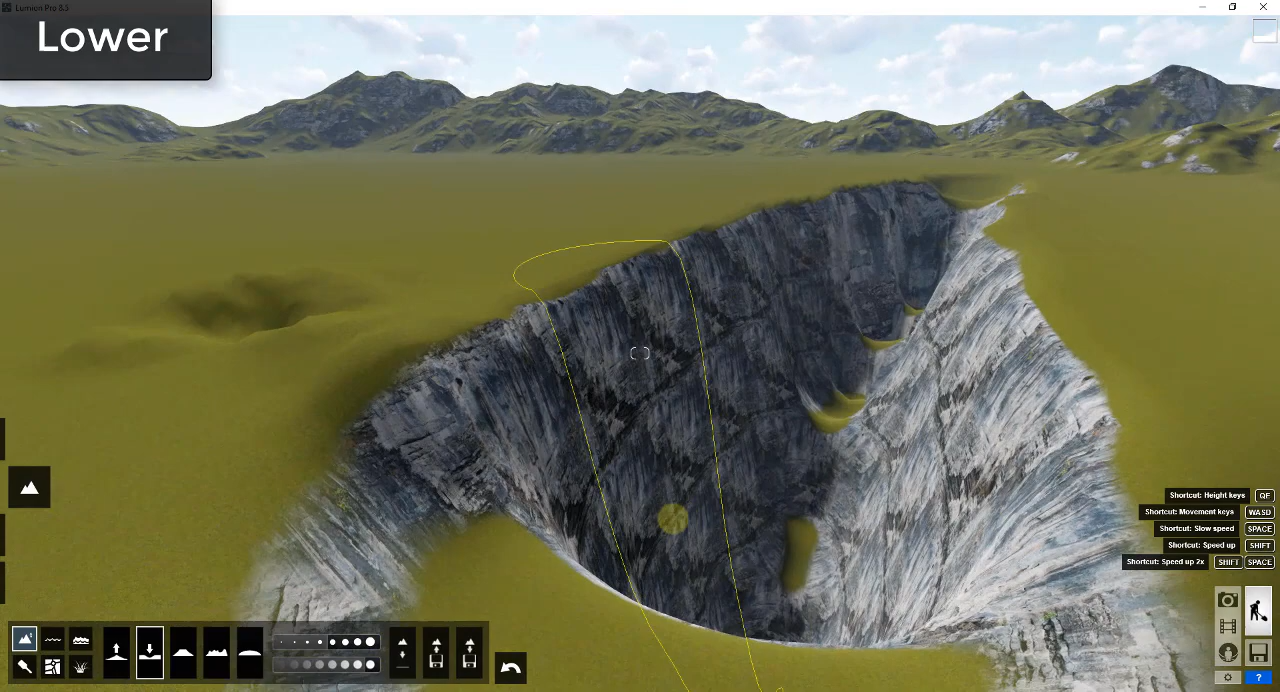 Lumion Pro 8.3
Lower
Shortcut: Height keys QE
Shortcut: Movement keys WASD
Shortcut: Slow speed SPACE
Shortcut: Speed up SHIFT
Shortcut: Speed up 2x SHIFT SPACE
?